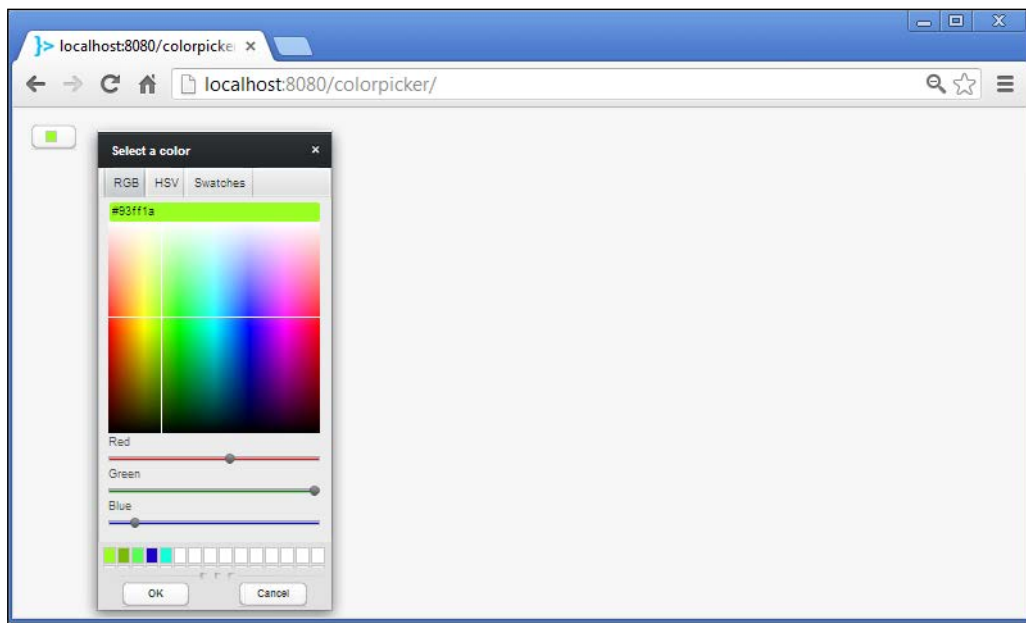 localhost:8080/colorpicke
localhost:8080/colorpicker/
Select a color
RGB HSV Swatches
#93ff1a
Red
Green
Blue
OK Cancel